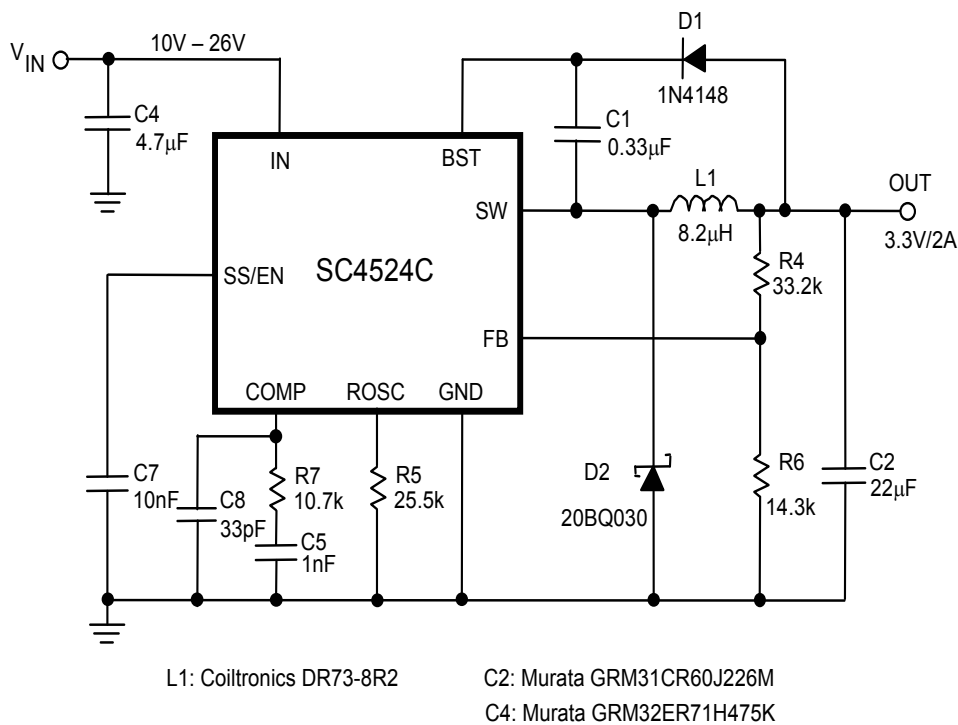 D1
10V – 26V
VIN
1N4148
C4
4.7µF
C1
0.33µF
IN
BST
L1
OUT
SW
8.2µH
3.3V/2A
SS/EN
SC4524C
R4
33.2k
FB
COMP
ROSC
GND
C7
10nF
C8
33pF
R7
10.7k
C5
1nF
R5
25.5k
D2
20BQ030
R6
14.3k
C2
22µF
L1: Coiltronics DR73-8R2
C2: Murata GRM31CR60J226M
C4: Murata GRM32ER71H475K